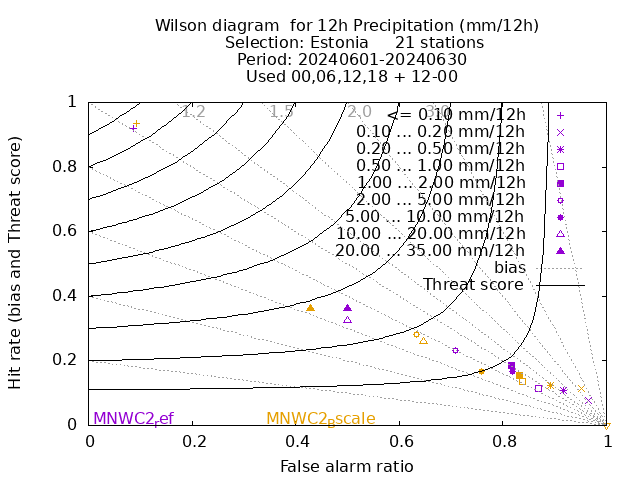 Wilson diagram  for 12h Precipitation (mm/12h)
Selection: Estonia     21 stations
Period: 20240601-20240630
Used 00,06,12,18 + 12-00
Hit rate (bias and Threat score)
1
0.8
0.6
0.4
0.2
0
1.2
1.5
2.0
3.0
<= 0.10 mm/12h
0.10 ... 0.20 mm/12h
0.20 ... 0.50 mm/12h
0.50 ... 1.00 mm/12h
1.00 ... 2.00 mm/12h
2.00 ... 5.00 mm/12h
5.00 ... 10.00 mm/12h
10.00 ... 20.00 mm/12h
20.00 ... 35.00 mm/12h
bias
Threat score
MNWC2ref
MNWC2Bscale
0
0.2
0.4
0.6
0.8
1
False alarm ratio